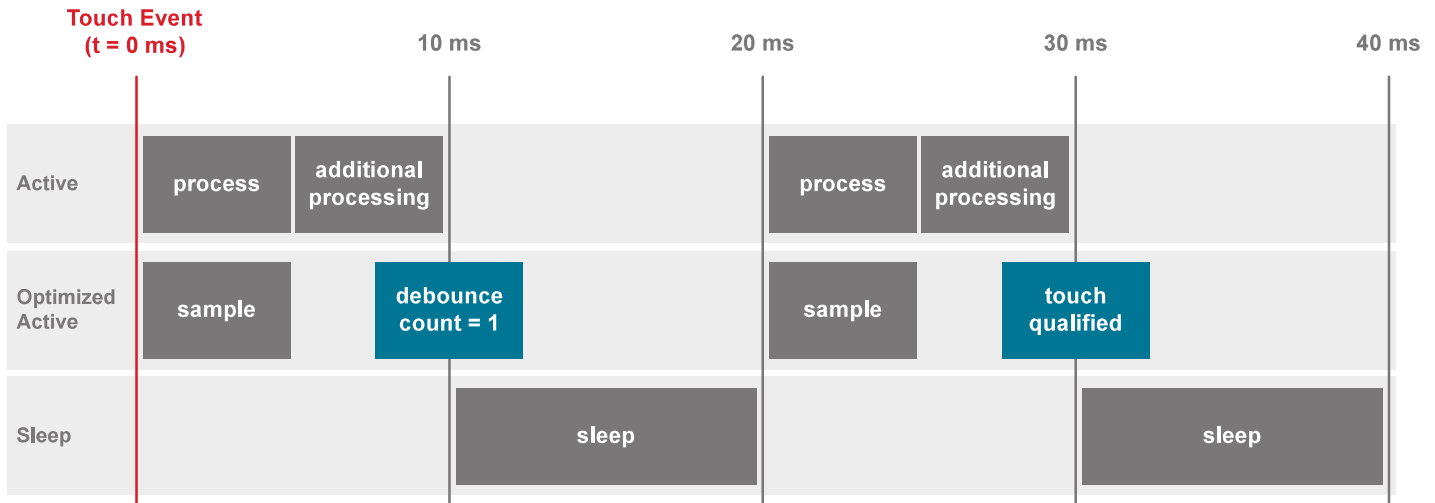 Touch Event
(t = 0 ms)
10 ms
20 ms
30 ms
40 ms
Active
process
additional
processing
process
additional
processing
Optimized
Active
sample
debounce
count = 1
sample
touch
qualified
Sleep
sleep
sleep